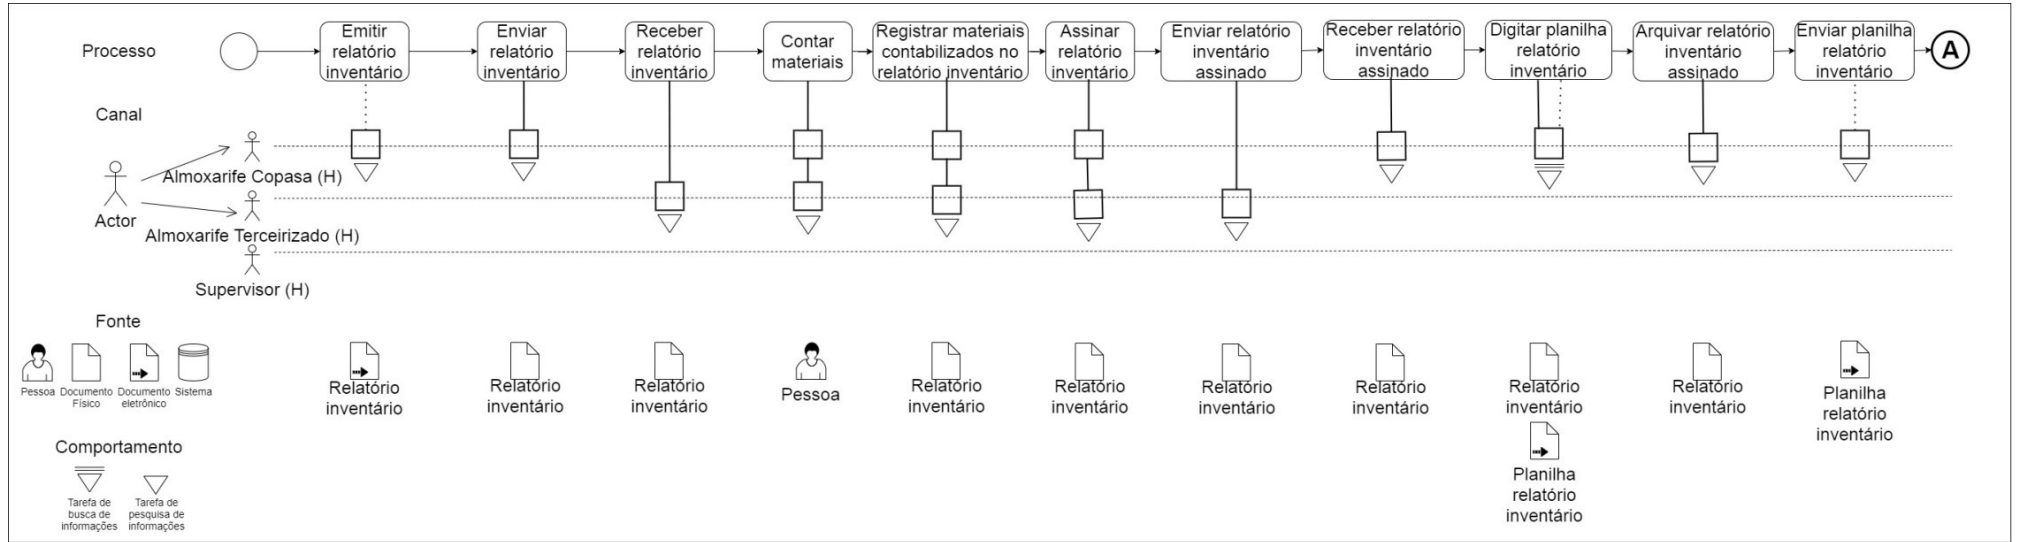 Processo
Emitir
relatório
inventário
Enviar
relatório
inventário
Receber
relatório
inventário
Contar
materiais
Registrar materiais
contabilizados no
relatório inventário
Assinar
relatório
inventário
Enviar relatório
inventário
assinado
Receber relatório
inventário
assinado
Digitar planilha
relatório
inventário
Arquivar relatório
inventário
assinado
Enviar planilha
relatório
inventário
A
Canal
Almoxarife Copasa (H)
Actor
Almoxarife Terceirizado (H)
Supervisor (H)
Fonte
Pessoa
Documento
Físico
Documento
eletrônico
Sistema
Relatório
inventário
Relatório
inventário
Relatório
inventário
Pessoa
Relatório
inventário
Relatório
inventário
Relatório
inventário
Relatório
inventário
Relatório
inventário
Planilha
relatório
inventário
Relatório
inventário
Planilha
relatório
inventário
Comportamento
Tarefa de
busca de
informações
Tarefa de
pesquisa de
informações